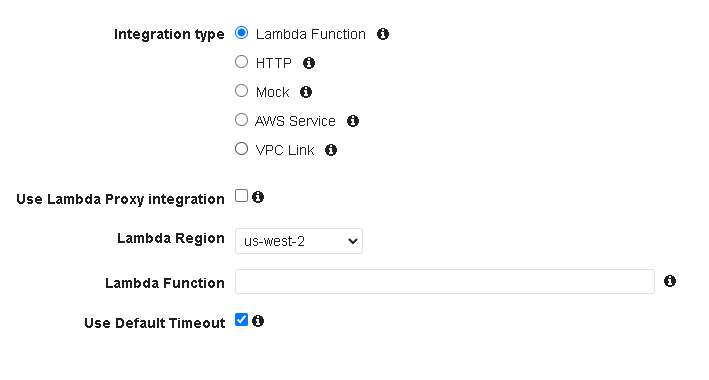 Integration type Lambda Function
HTTP
Mock
AWS Service
VPC Link
Use Lambda Proxy integration
Lambda Region us-west-2
Lambda Function
Use Default Timeout